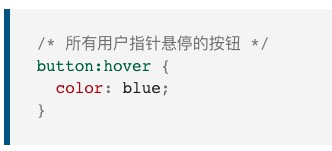 /* 所有用户指针悬停的按钮 */
button:hover {
  color: blue;
}